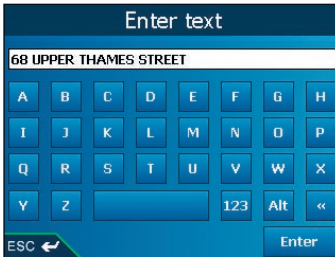 Enter text
68 UPPER THAMES STREET
A B C D E F G H
I J K L M N O P
Q R S T U V W X
Y Z 123 Alt «
ESC Enter